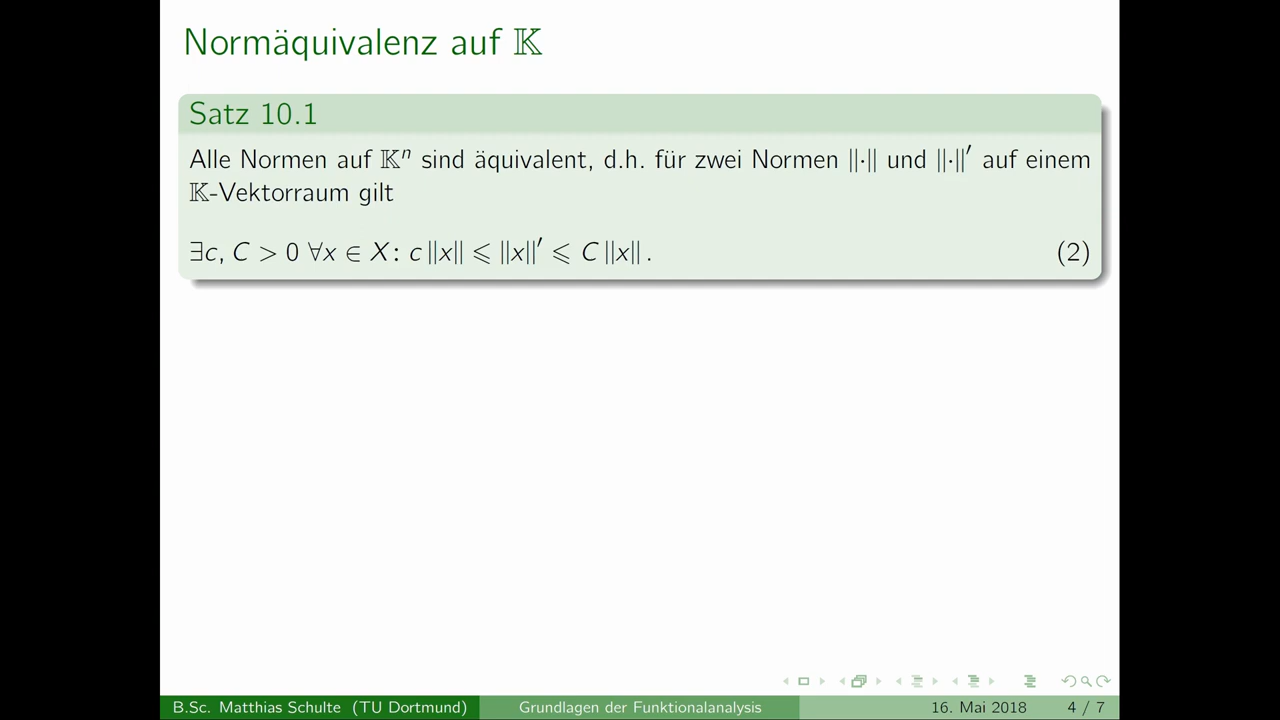 Normäquivalenz auf 𝕂
Satz 10.1
Alle Normen auf 𝕂ⁿ sind äquivalent, d.h. für zwei Normen ‖·‖ und ‖·‖′ auf einem
𝕂-Vektorraum gilt
∃c, C > 0 ∀x ∈ X: c‖x‖ ⩽ ‖x‖′ ⩽ C‖x‖. (2)
B.Sc. Matthias Schulte (TU Dortmund) Grundlagen der Funktionalanalysis 16. Mai 2018 4 / 7